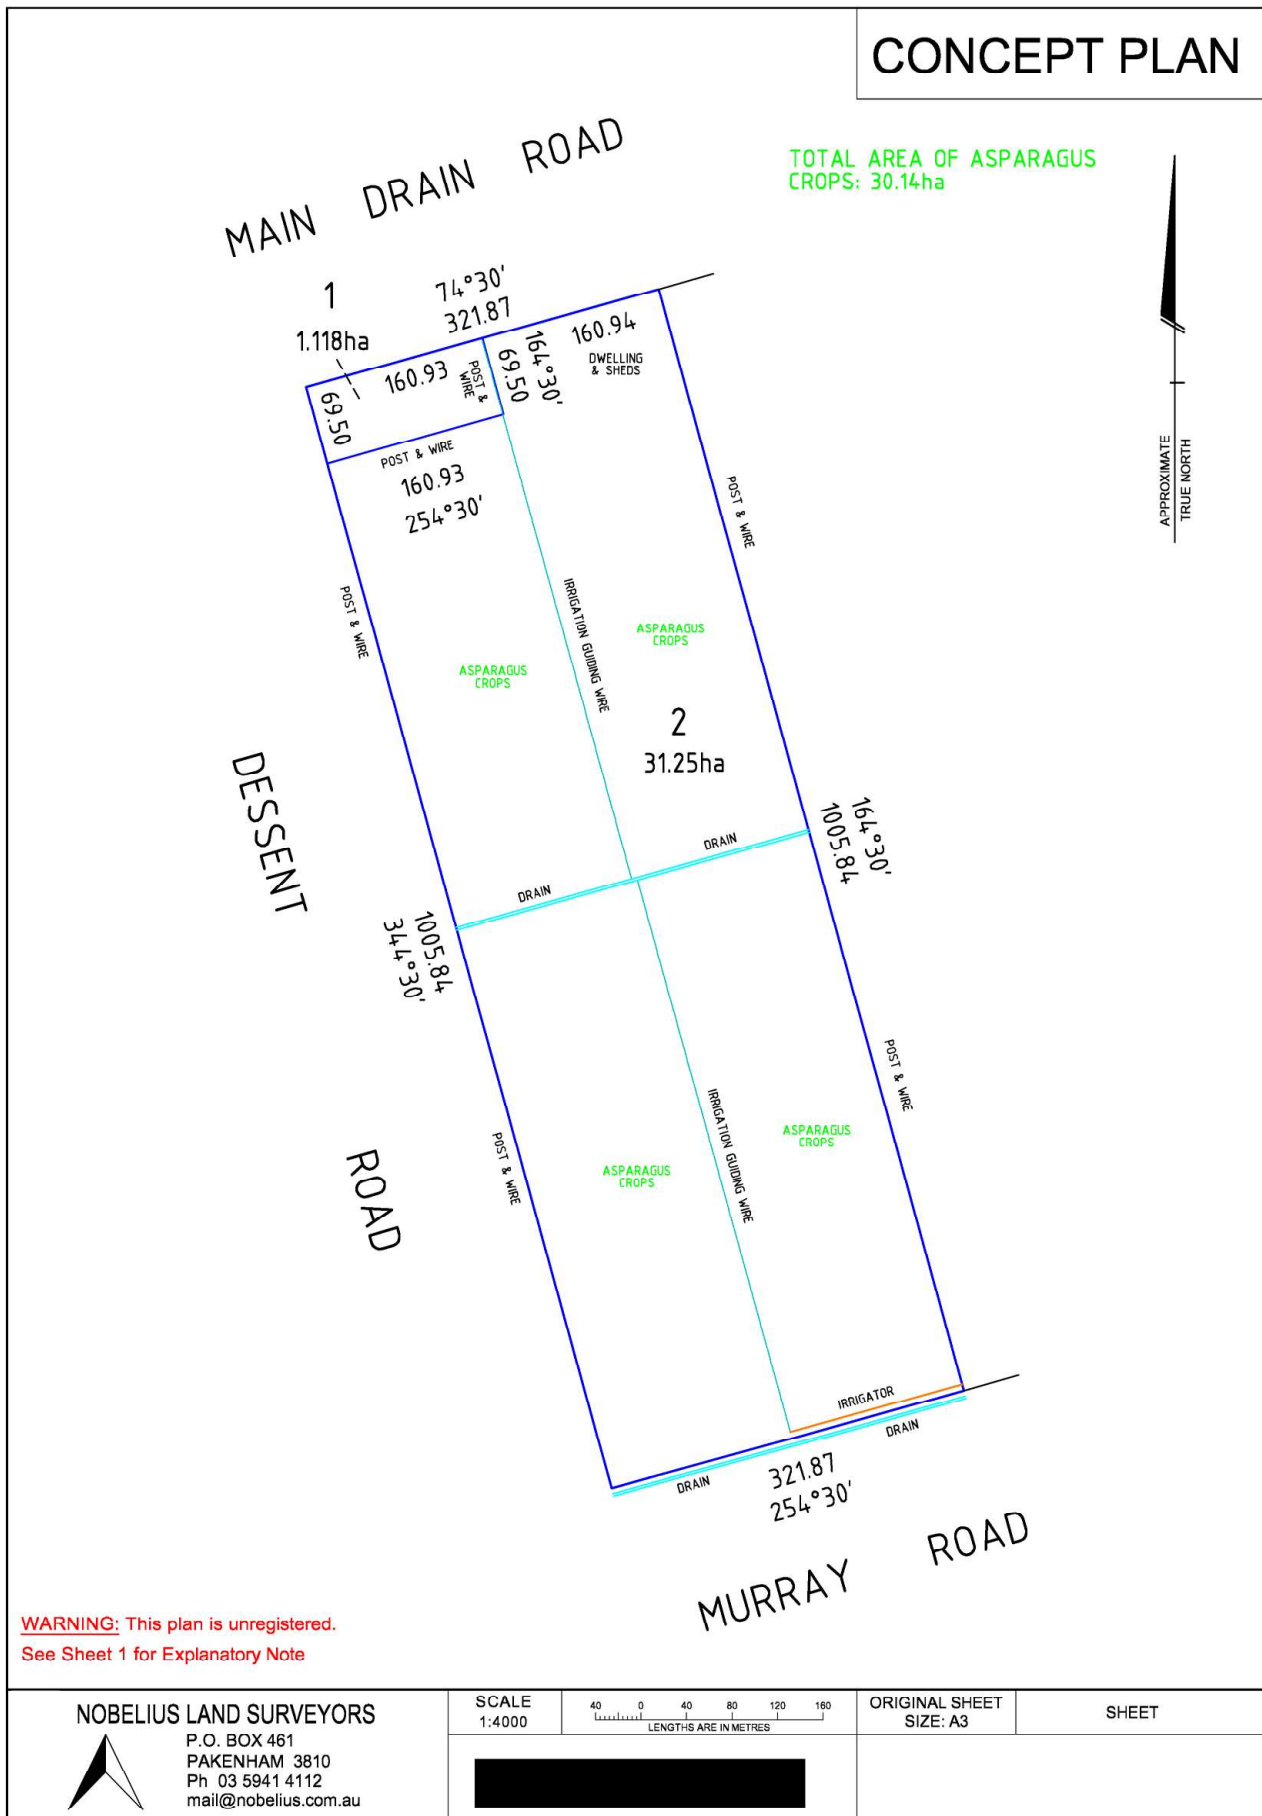 CONCEPT PLAN
MAIN DRAIN ROAD
TOTAL AREA OF ASPARAGUS
CROPS: 30.14ha
1
1.118ha
74°30'
321.87
160.94
DWELLING
& SHEDS
160.93
POST &
WIRE
164°30'
69.50
69.50
POST & WIRE
160.93
254°30'
APPROXIMATE
TRUE NORTH
POST & WIRE
POST & WIRE
IRRIGATION GUIDING WIRE
ASPARAGUS
CROPS
ASPARAGUS
CROPS
2
31.25ha
DESSENT ROAD
164°30'
1005.84
DRAIN
DRAIN
1005.84
344°30'
POST & WIRE
POST & WIRE
IRRIGATION GUIDING WIRE
ASPARAGUS
CROPS
ASPARAGUS
CROPS
IRRIGATOR
DRAIN
DRAIN
321.87
254°30'
MURRAY ROAD
WARNING: This plan is unregistered.
See Sheet 1 for Explanatory Note
NOBELIUS LAND SURVEYORS
P.O. BOX 461
PAKENHAM 3810
Ph 03 5941 4112
mail@nobelius.com.au
SCALE
1:4000
40 0 40 80 120 160
LENGTHS ARE IN METRES
ORIGINAL SHEET
SIZE: A3
SHEET